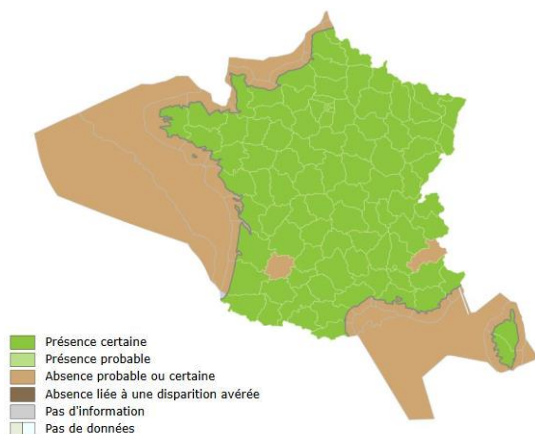 Présence certaine
Présence probable
Absence probable ou certaine
Absence liée à une disparition avérée
Pas d'information
Pas de données